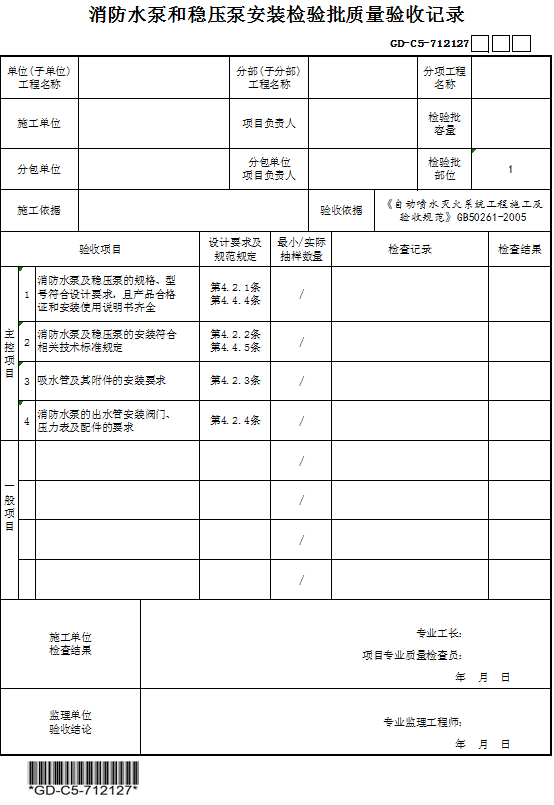 消防水泵和稳压泵安装检验批质量验收记录
GD-C5-712127
单位(子单位)
工程名称
分部(子分部)
工程名称
分项工程
名称
施工单位
项目负责人
检验批
容量
分包单位
分包单位
项目负责人
检验批
部位
1
施工依据
验收依据
《自动喷水灭火系统工程施工及
验收规范》GB50261-2005
验收项目
设计要求及
规范规定
最小/实际
抽样数量
检查记录
检查结果
主控项目
1
消防水泵及稳压泵的规格、型
号符合设计要求，且产品合格
证和安装使用说明书齐全
第4.2.1条
第4.4.4条
/
2
消防水泵及稳压泵的安装符合
相关技术标准规定
第4.2.2条
第4.4.5条
/
3
吸水管及其附件的安装要求
第4.2.3条
/
4
消防水泵的出水管安装阀门、
压力表及配件的要求
第4.2.4条
/
一般项目
/
/
/
/
施工单位
检查结果
专业工长：
项目专业质量检查员：
年 月 日
监理单位
验收结论
专业监理工程师：
年 月 日
*GD-C5-712127*